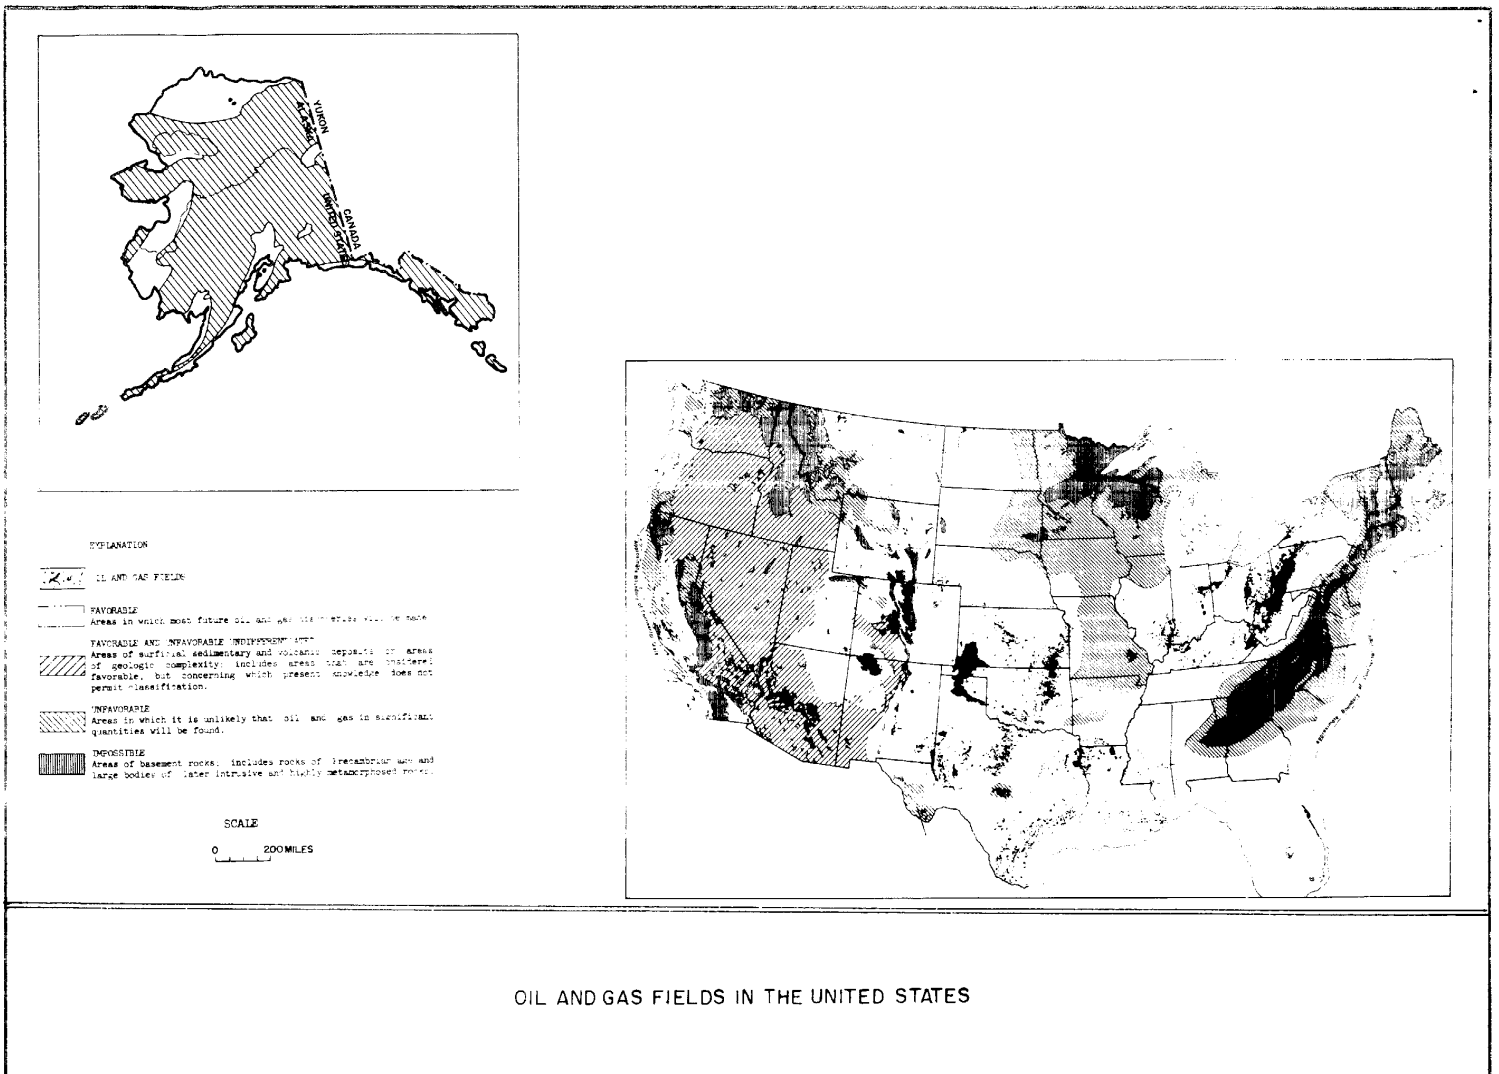 YUKON
ALASKA
CANADA
UNITED STATES
EXPLANATION
OIL AND GAS FIELDS
FAVORABLE
Areas in which most future oil and gas will be made
FAVORABLE AND UNFAVORABLE UNDIFFERENTIATED
Areas of surficial sedimentary and volcanic deposits or areas
of geologic complexity; includes areas that are considered
favorable, but concerning which present knowledge does not
permit classification.
UNFAVORABLE
Areas in which it is unlikely that oil and gas in significant
quantities will be found.
IMPOSSIBLE
Areas of basement rocks; includes rocks of Precambrian age and
large bodies of later intrusive and highly metamorphosed rocks.
SCALE
0 200 MILES
OIL AND GAS FIELDS IN THE UNITED STATES